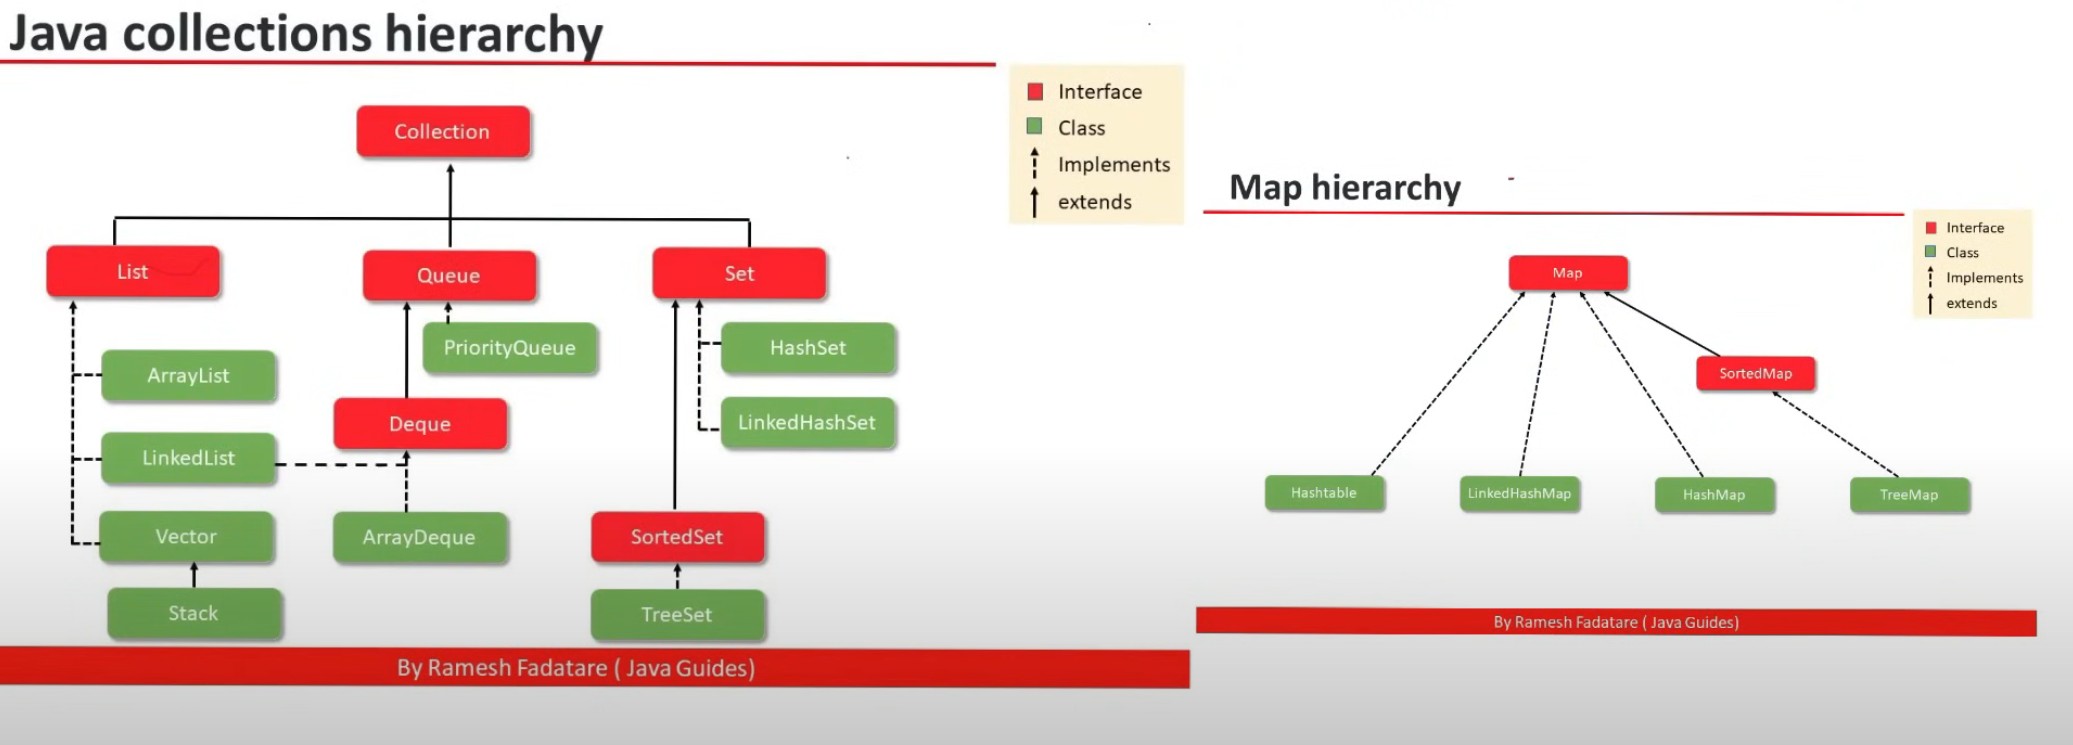 Java collections hierarchy
Interface
Class
Implements
extends
Collection
List
Queue
Set
PriorityQueue
HashSet
ArrayList
Deque
LinkedHashSet
LinkedList
Vector
ArrayDeque
SortedSet
Stack
TreeSet
By Ramesh Fadatare ( Java Guides)
Map hierarchy
Interface
Class
Implements
extends
Map
SortedMap
Hashtable
LinkedHashMap
HashMap
TreeMap
By Ramesh Fadatare ( Java Guides)